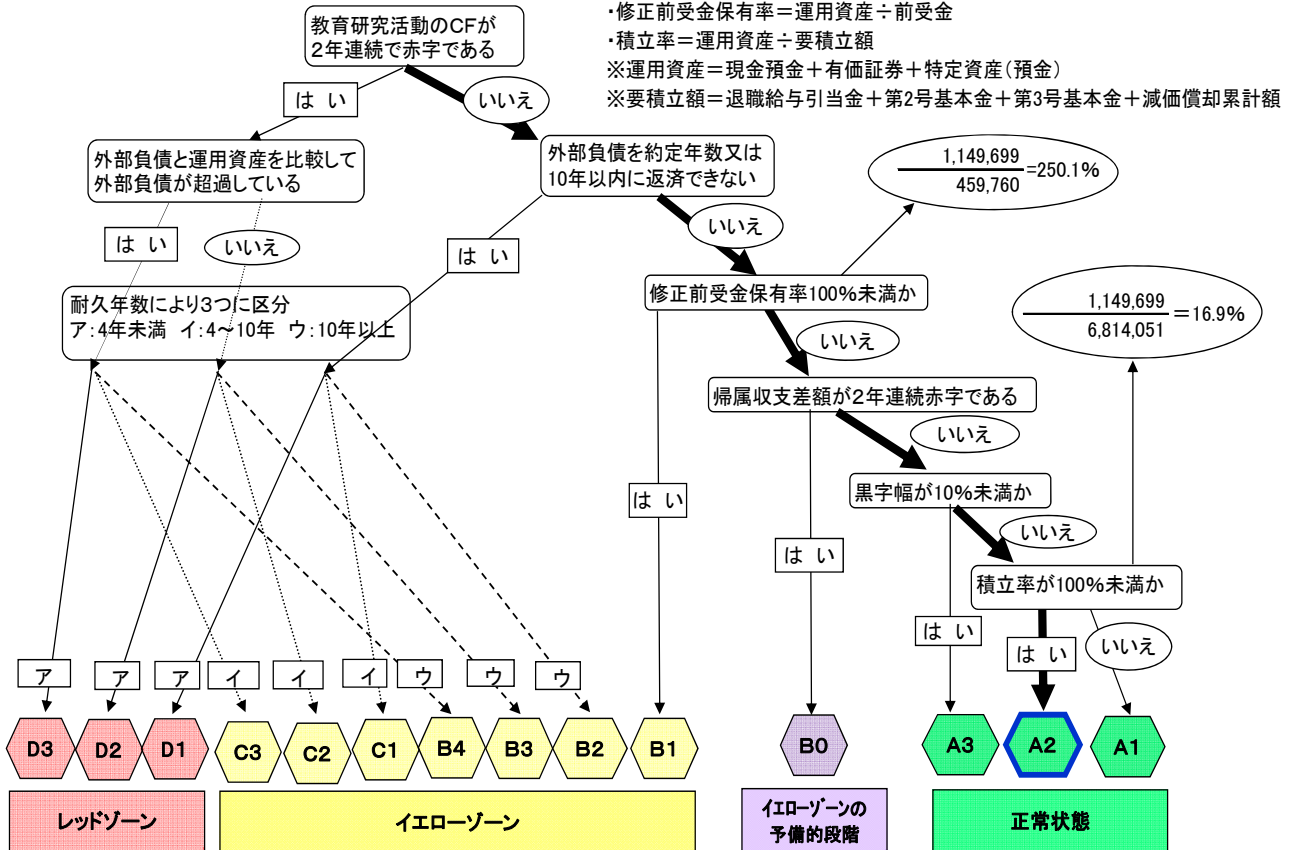 ・修正前受金保有率＝運用資産÷前受金
・積立率＝運用資産÷要積立額
※運用資産＝現金預金＋有価証券＋特定資産（預金）
※要積立額＝退職給与引当金＋第2号基本金＋第3号基本金＋減価償却累計額
教育研究活動のCFが
2年連続で赤字である
はい
いいえ
外部負債と運用資産を比較して
外部負債が超過している
外部負債を約定年数又は
10年以内に返済できない
1,149,699
459,760
=250.1%
はい
いいえ
はい
いいえ
耐久年数により3つに区分
ア：4年未満 イ：4～10年 ウ：10年以上
修正前受金保有率100%未満か
1,149,699
6,814,051
＝16.9%
いいえ
帰属収支差額が2年連続赤字である
いいえ
はい
黒字幅が10%未満か
いいえ
はい
積立率が100%未満か
はい
はい
いいえ
ア
ア
ア
イ
イ
イ
ウ
ウ
ウ
D3
D2
D1
C3
C2
C1
B4
B3
B2
B1
B0
A3
A2
A1
レッドゾーン
イエローゾーン
イエローゾーンの
予備的段階
正常状態